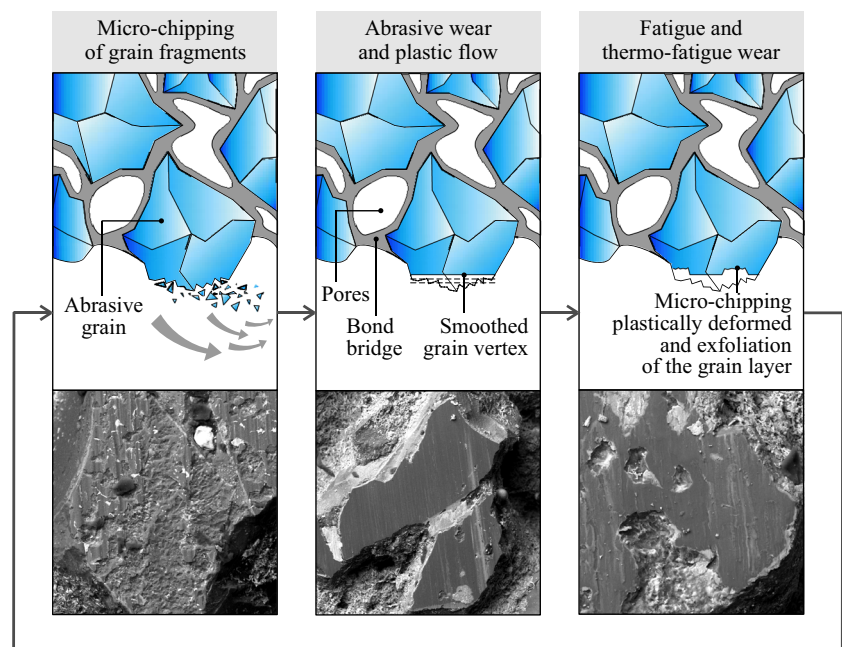 Micro-chipping
of grain fragments
Abrasive wear
and plastic flow
Fatigue and
thermo-fatigue wear
Abrasive
grain
Pores
Bond
bridge
Smoothed
grain vertex
Micro-chipping
plastically deformed
and exfoliation
of the grain layer